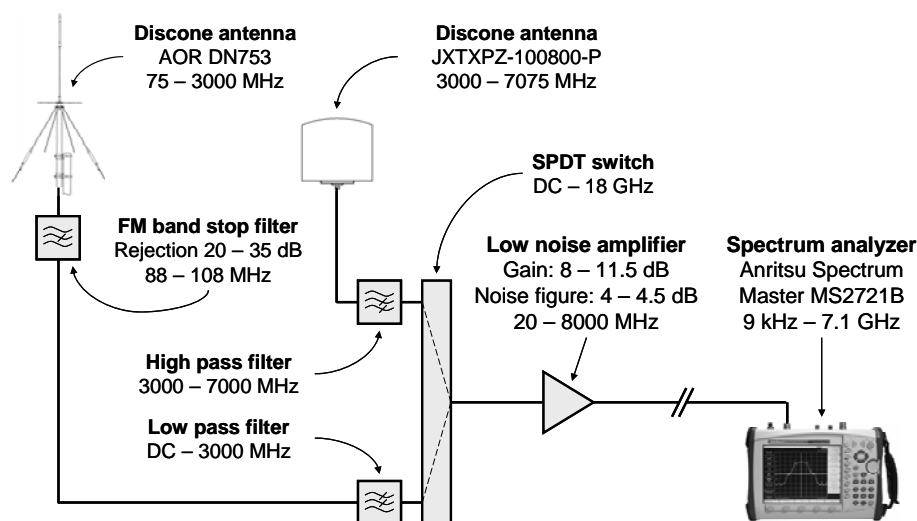 Discone antenna
AOR DN753
75 – 3000 MHz
Discone antenna
JXTXPZ-100800-P
3000 – 7075 MHz
SPDT switch
DC – 18 GHz
FM band stop filter
Rejection 20 – 35 dB
88 – 108 MHz
Low noise amplifier
Gain: 8 – 11.5 dB
Noise figure: 4 – 4.5 dB
20 – 8000 MHz
Spectrum analyzer
Anritsu Spectrum
Master MS2721B
9 kHz – 7.1 GHz
High pass filter
3000 – 7000 MHz
Low pass filter
DC – 3000 MHz